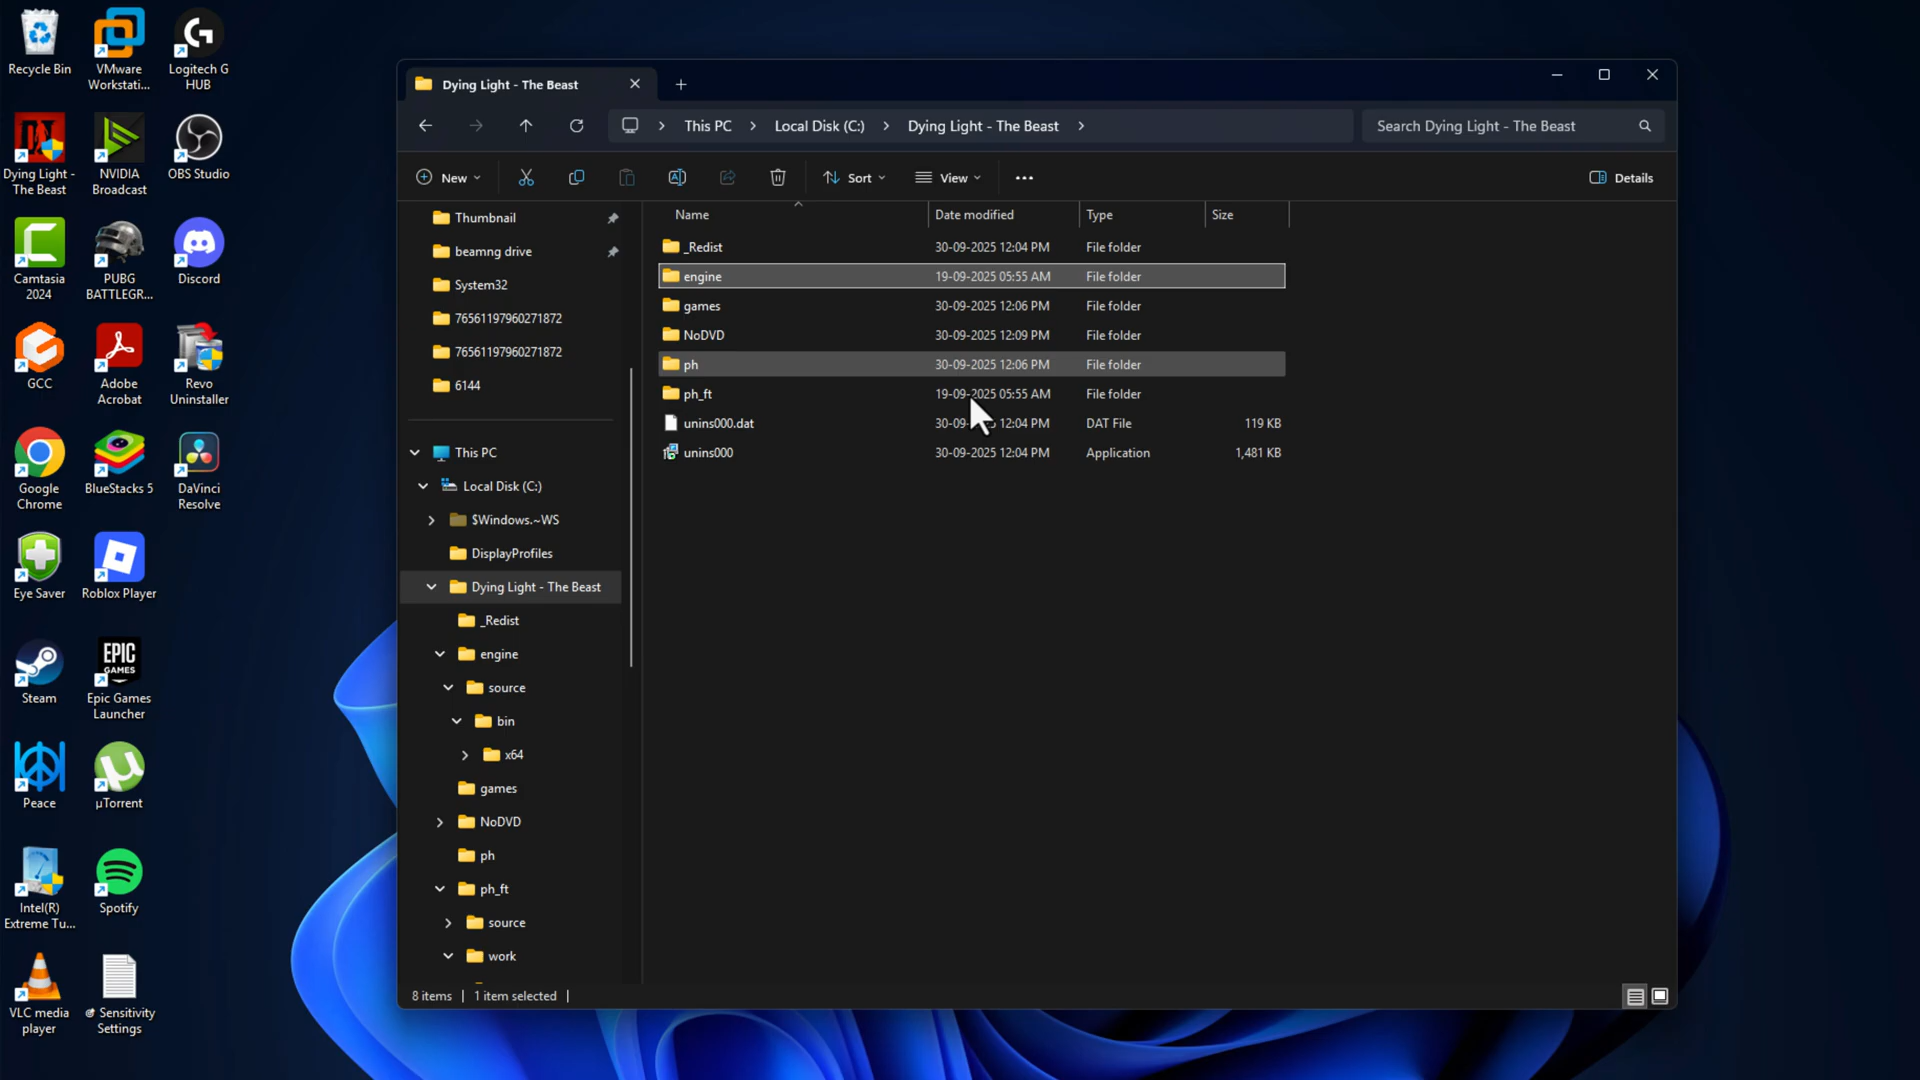 Recycle Bin
VMware
Workstati...
Logitech G
HUB
Dying Light -
The Beast
NVIDIA
Broadcast
OBS Studio
Camtasia
2024
PUBG
BATTLEGR...
Discord
GCC
Adobe
Acrobat
Revo
Uninstaller
Google
Chrome
BlueStacks 5
DaVinci
Resolve
Eye Saver
Roblox Player
Steam
EPIC
GAMES
Epic Games
Launcher
Peace
µTorrent
Intel(R)
Extreme Tu...
Spotify
VLC media
player
Sensitivity
Settings
Dying Light - The Beast
This PC > Local Disk (C:) > Dying Light - The Beast >
Search Dying Light - The Beast
New
Sort
View
Details
Thumbnail
beamng drive
System32
76561197960271872
76561197960271872
6144
This PC
Local Disk (C:)
$Windows.~WS
DisplayProfiles
Dying Light - The Beast
_Redist
engine
source
bin
x64
games
NoDVD
ph
ph_ft
source
work
Name Date modified Type Size
_Redist 30-09-2025 12:04 PM File folder
engine 19-09-2025 05:55 AM File folder
games 30-09-2025 12:06 PM File folder
NoDVD 30-09-2025 12:09 PM File folder
ph 30-09-2025 12:06 PM File folder
ph_ft 19-09-2025 05:55 AM File folder
unins000.dat 30-09- 12:04 PM DAT File 119 KB
unins000 30-09-2025 12:04 PM Application 1,481 KB
8 items 1 item selected